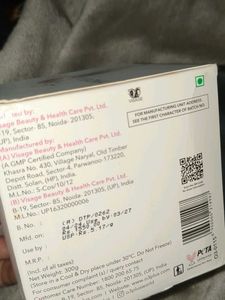 ted by:
Visage Beauty & Health Care Pvt. Ltd.
B-19, Sector- 85, Noida- 201305,
(UP), India
Manufactured by:
(A) Visage Beauty & Health Care Pvt. Ltd.
(A GMP Certified Company)
Khasra No. 430, Village Naryal, Old Timber
Depot Road, Sector-4, Parwanoo-173220,
Distt. Solan, (HP), India
M.L.No.: S.Cos/10/12
(B) Visage Beauty & Health Care Pvt. Ltd.
B-19, Sector- 85, Noida-201305, (UP), India
M.L No.: UP16320000006
FOR MANUFACTURING UNIT ADDRESS,
SEE THE FIRST CHARACTER OF BATCH NO.
B. No. :
Mfd. on :
M.R.P. :
(Incl. of all taxes)
Net Weight: 300g
(Store in a Cool & Dry place under 30°C. Do Not Freeze)
PETA